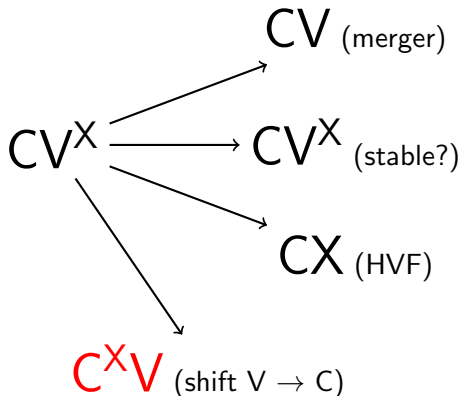 CV (merger)
CVˣ
CVˣ (stable?)
CX (HVF)
CˣV (shift V → C)